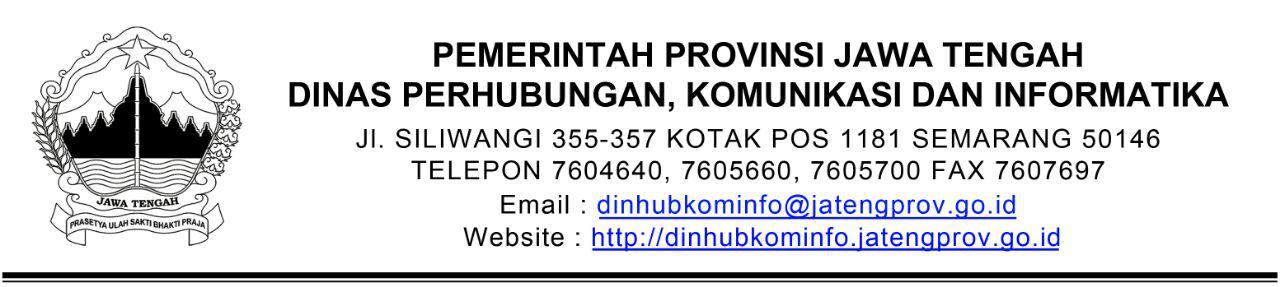 PEMERINTAH PROVINSI JAWA TENGAH
DINAS PERHUBUNGAN, KOMUNIKASI DAN INFORMATIKA
Jl. SILIWANGI 355-357 KOTAK POS 1181 SEMARANG 50146
TELEPON 7604640, 7605660, 7605700 FAX 7607697
Email : dinhubkominfo@jatengprov.go.id
Website : http://dinhubkominfo.jatengprov.go.id
JAWA TENGAH
PRASETYA ULAH SAKTI BHAKTI PRAJA